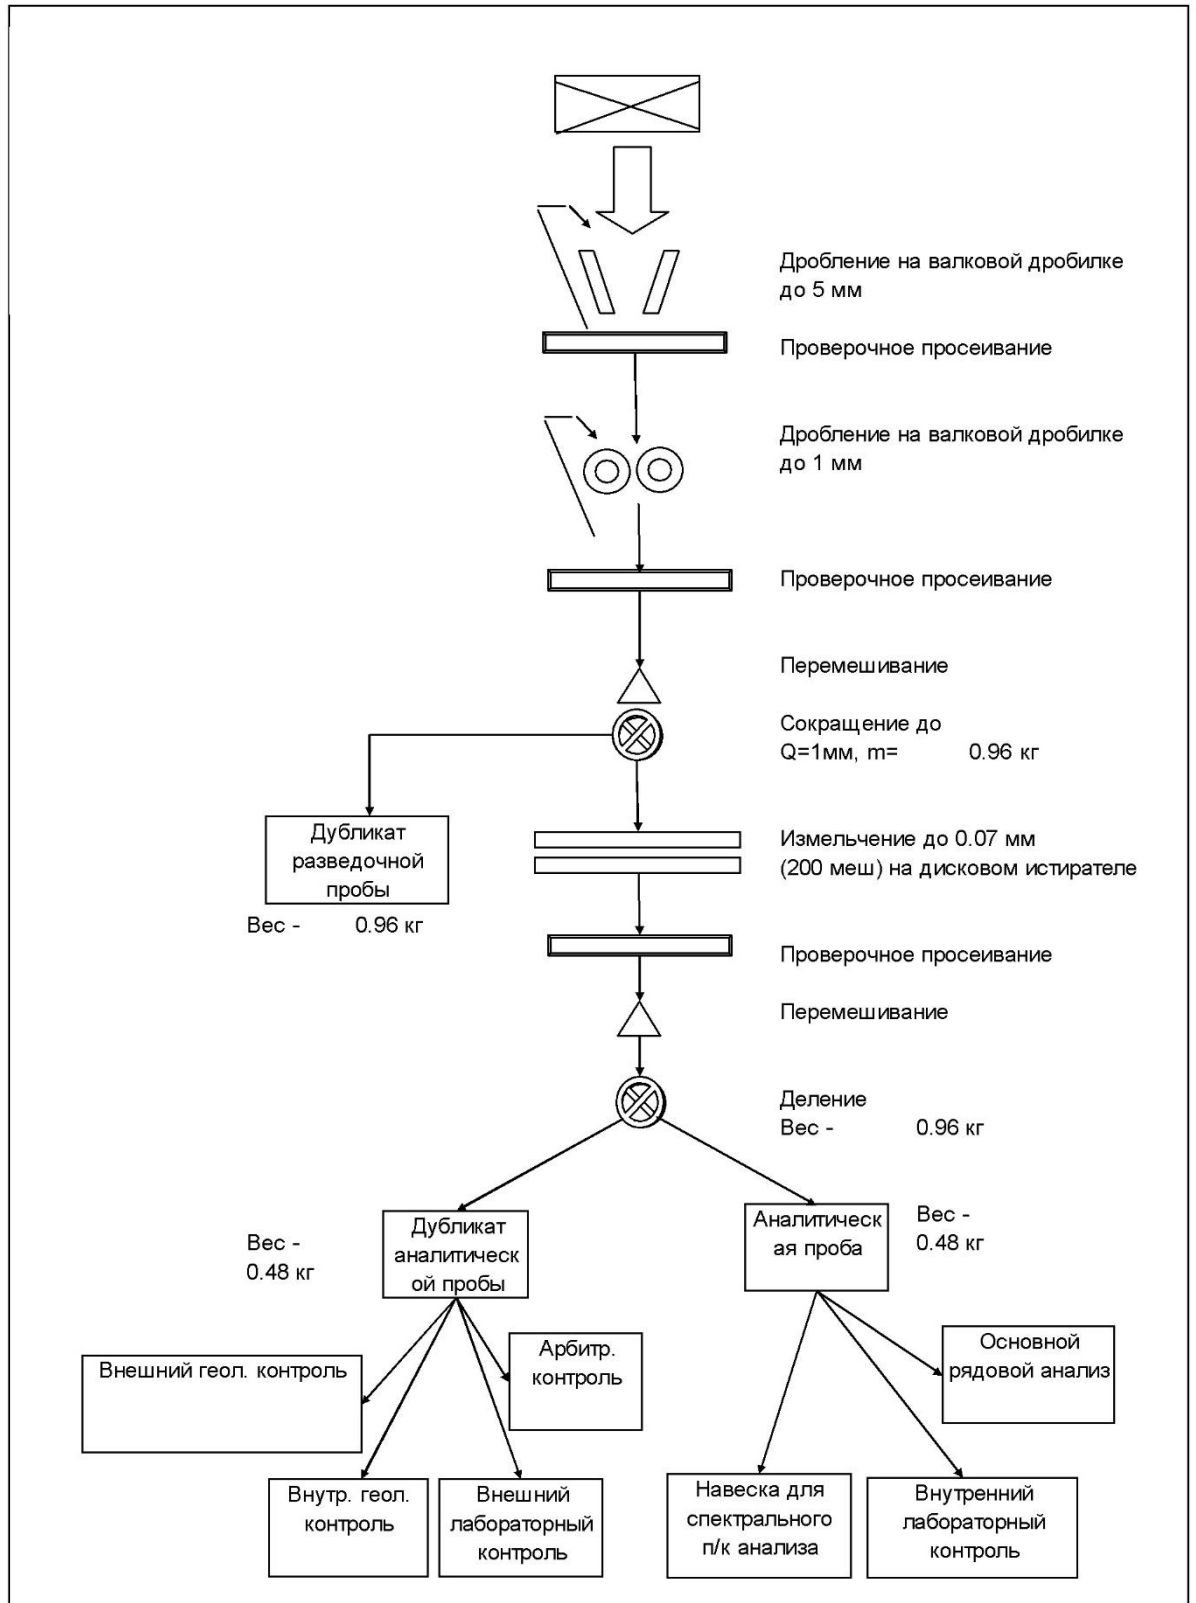 Дробление на валковой дробилке
до 5 мм
Проверочное просеивание
Дробление на валковой дробилке
до 1 мм
Проверочное просеивание
Перемешивание
Сокращение до
Q=1мм, m= 0.96 кг
Дубликат
разведочной
пробы
Вес - 0.96 кг
Измельчение до 0.07 мм
(200 меш) на дисковом истирателе
Проверочное просеивание
Перемешивание
Деление
Вес - 0.96 кг
Вес -
0.48 кг
Дубликат
аналитическ
ой пробы
Аналитическ
ая проба
Вес -
0.48 кг
Внешний геол. контроль
Арбитр.
контроль
Основной
рядовой анализ
Внутр. геол.
контроль
Внешний
лабораторный
контроль
Навеска для
спектрального
п/к анализа
Внутренний
лабораторный
контроль